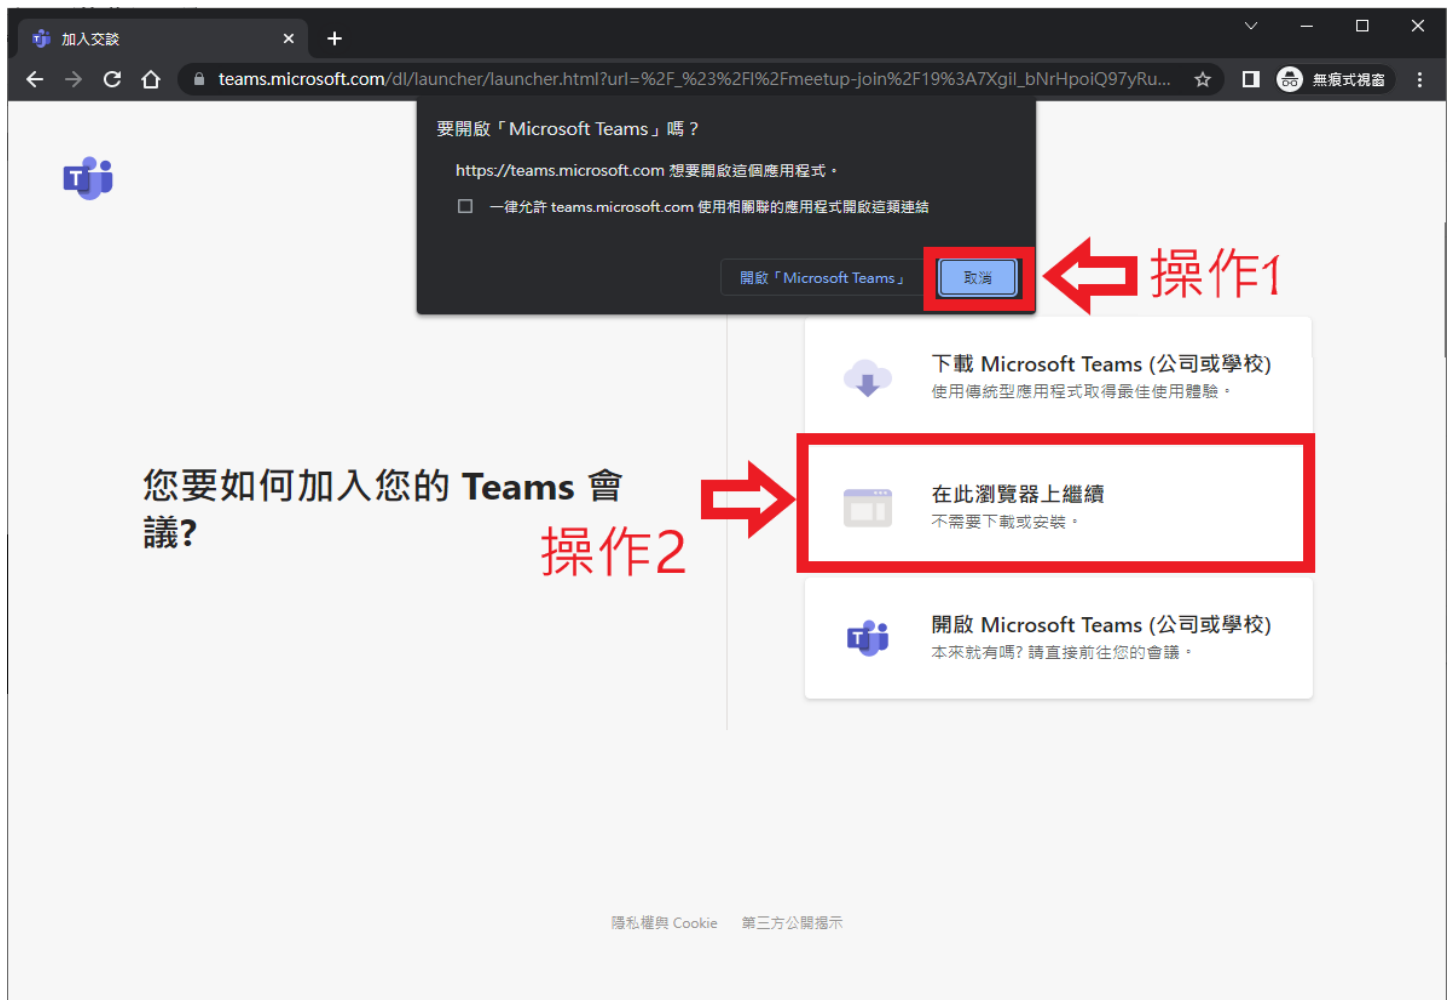 加入交談
teams.microsoft.com/dl/launcher/launcher.html?url=%2F_%23%2Fl%2Fmeetup-join%2F19%3A7Xgil_bNrHpoiQ97yRu...
無痕式視窗
要開啟「Microsoft Teams」嗎？
https://teams.microsoft.com 想要開啟這個應用程式。
一律允許 teams.microsoft.com 使用相關聯的應用程式開啟這類連結
開啟「Microsoft Teams」
取消
操作1
下載 Microsoft Teams (公司或學校)
使用傳統型應用程式取得最佳使用體驗。
您要如何加入您的 Teams 會
議?
操作2
在此瀏覽器上繼續
不需要下載或安裝。
開啟 Microsoft Teams (公司或學校)
本來就有嗎? 請直接前往您的會議。
隱私權與 Cookie
第三方公開揭示